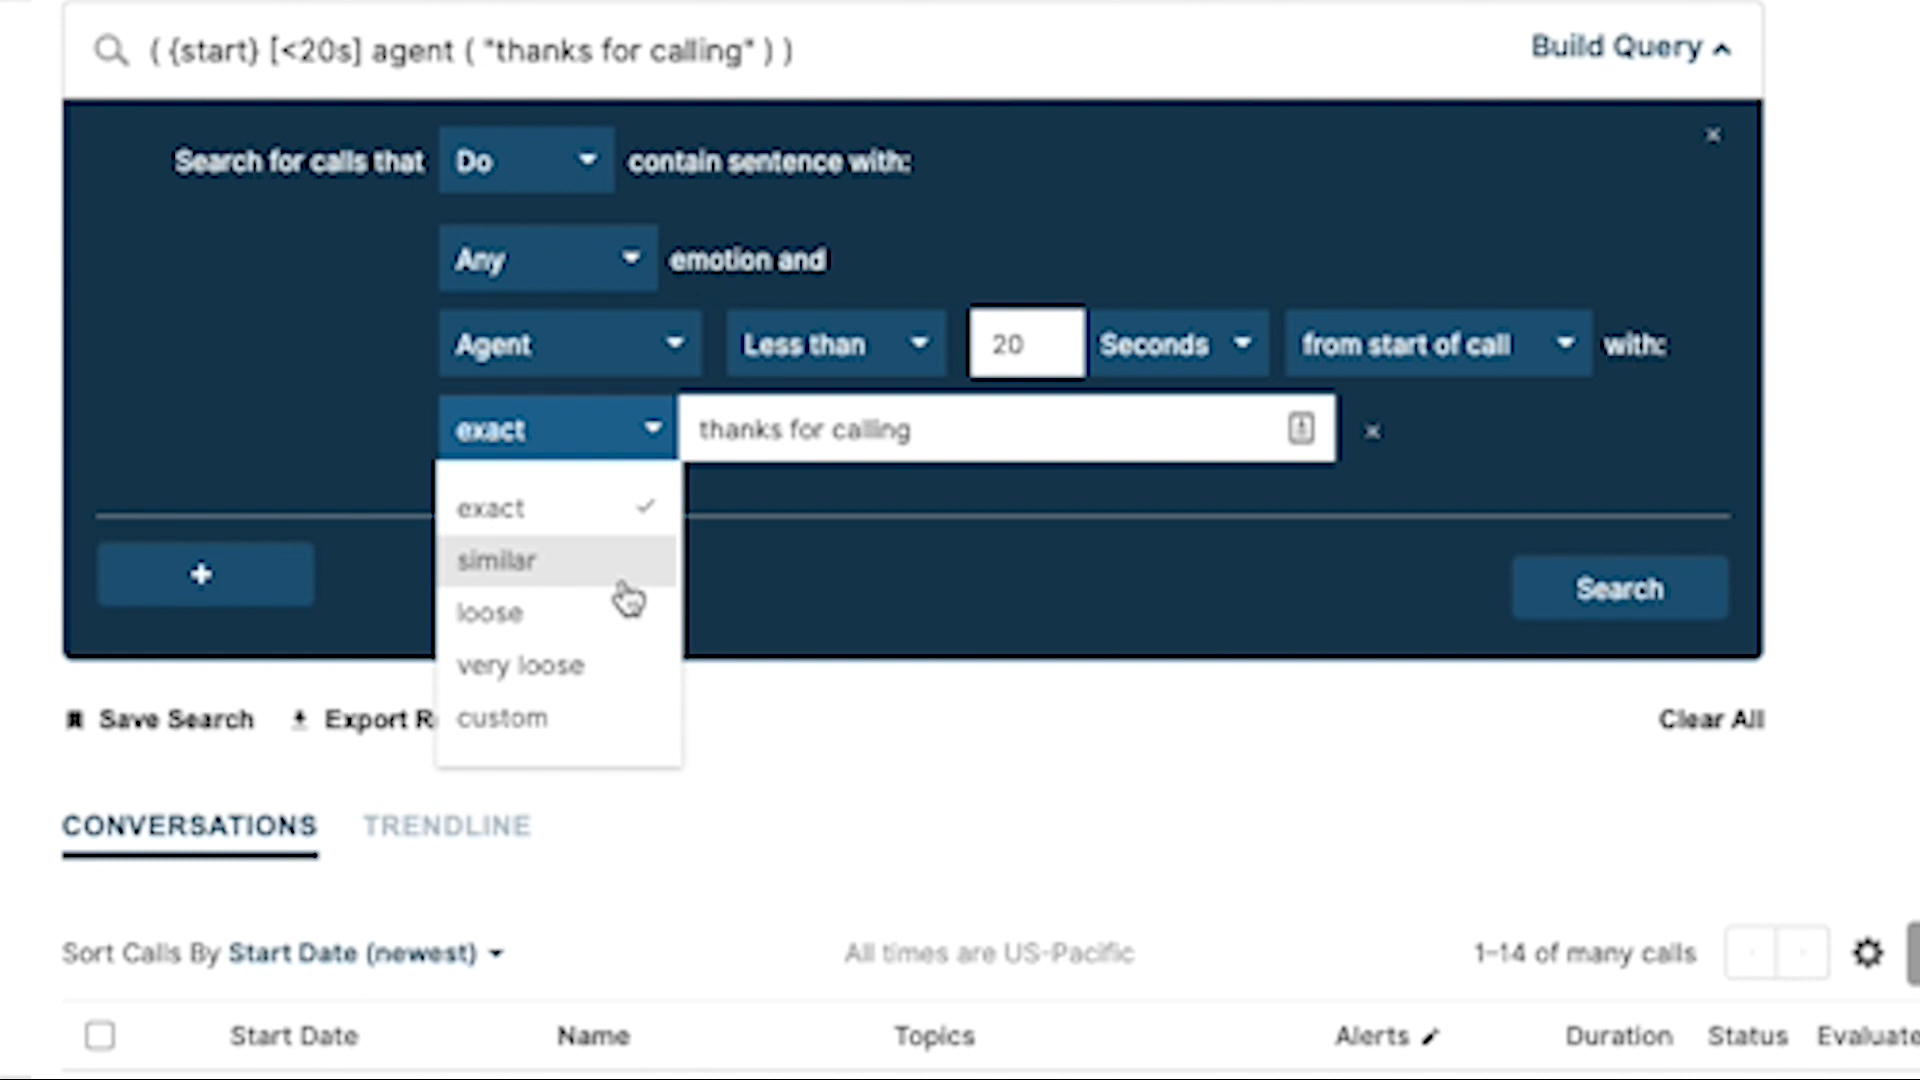 ( {start} [<20s] agent ( "thanks for calling" ) )
Build Query
Search for calls that Do contain sentence with:
Any emotion and
Agent Less than 20 Seconds from start of call with:
exact thanks for calling
exact
similar
loose
very loose
custom
+
Search
Save Search Export R
Clear All
CONVERSATIONS TRENDLINE
Sort Calls By Start Date (newest) All times are US-Pacific 1-14 of many calls
Start Date Name Topics Alerts Duration Status Evaluate